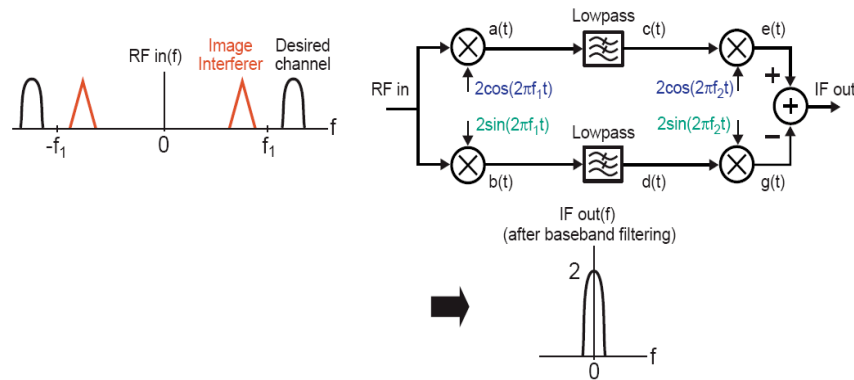 RF in(f)
Image
Interferer
Desired
channel
-f₁
0
f₁
f
RF in
a(t)
Lowpass
c(t)
e(t)
2cos(2πf₁t)
2cos(2πf₂t)
+
+
IF out
2sin(2πf₁t)
2sin(2πf₂t)
Lowpass
−
b(t)
d(t)
g(t)
IF out(f)
(after baseband filtering)
2
0
f